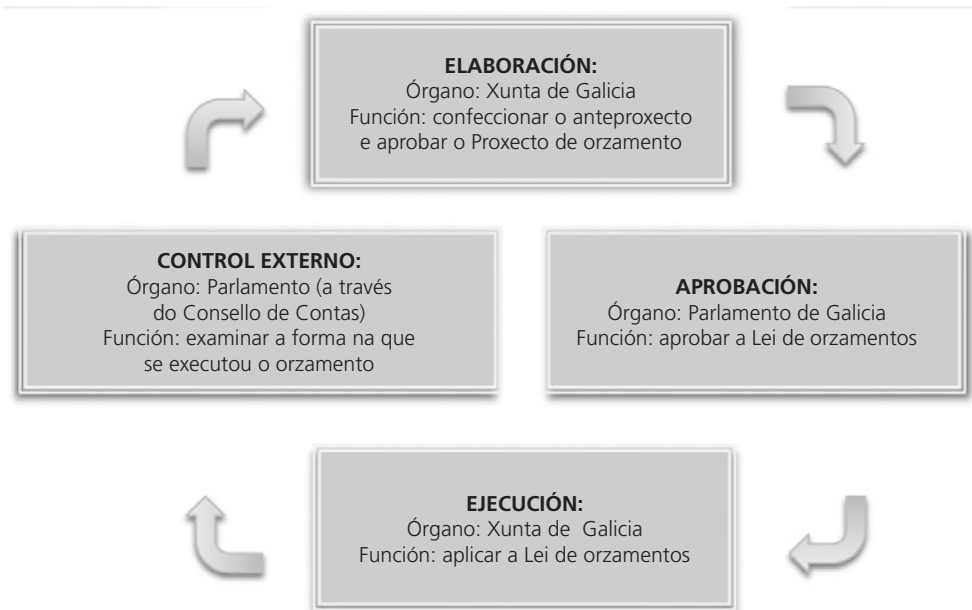 ELABORACIÓN:
Órgano: Xunta de Galicia
Función: confeccionar o anteproxecto
e aprobar o Proxecto de orzamento
CONTROL EXTERNO:
Órgano: Parlamento (a través
do Consello de Contas)
Función: examinar a forma na que
se executou o orzamento
APROBACIÓN:
Órgano: Parlamento de Galicia
Función: aprobar a Lei de orzamentos
EJECUCIÓN:
Órgano: Xunta de Galicia
Función: aplicar a Lei de orzamentos